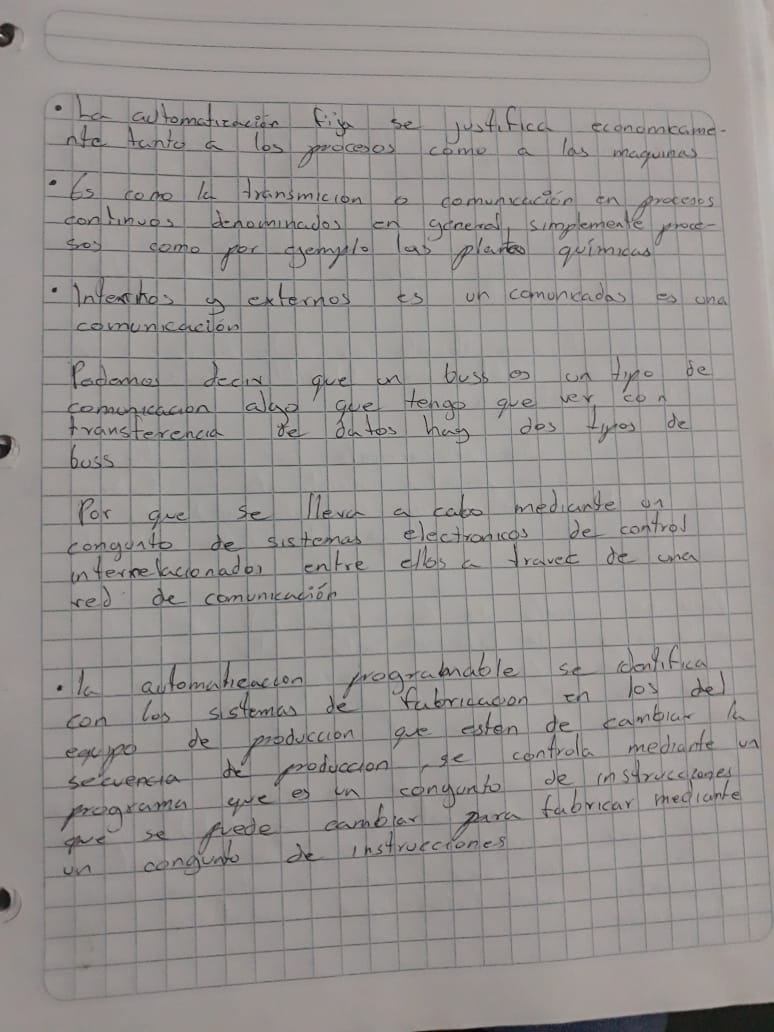 • La automatización fija se justifica economicame-
nte tanto a los procesos como a las maquinas
• Es como la transmicion o comunicación en procesos
continuos denominados en general, simplemente proce-
sos como por ejemplo las plantas químicas
• Internos y externos es un comunicadas es una
comunicación
Podemos decir que un buss es un tipo de
comunicacion algo que tengo que ver con
transferencia de datos hay dos tipos de
buss
Por que se lleva a cabo mediante un
congunto de sistemas electronicos de control
interrelacionados entre ellos a travec de una
red de comunicación
• la automatizacion programable se identifica
con los sistemas de fabricacion en los del
equipo de produccion que esten de cambiar la
secuencia de produccion, se controla mediante un
programa que es un congunto de instrucciones
que se puede cambiar para fabricar mediante
un congunto de instrucciones